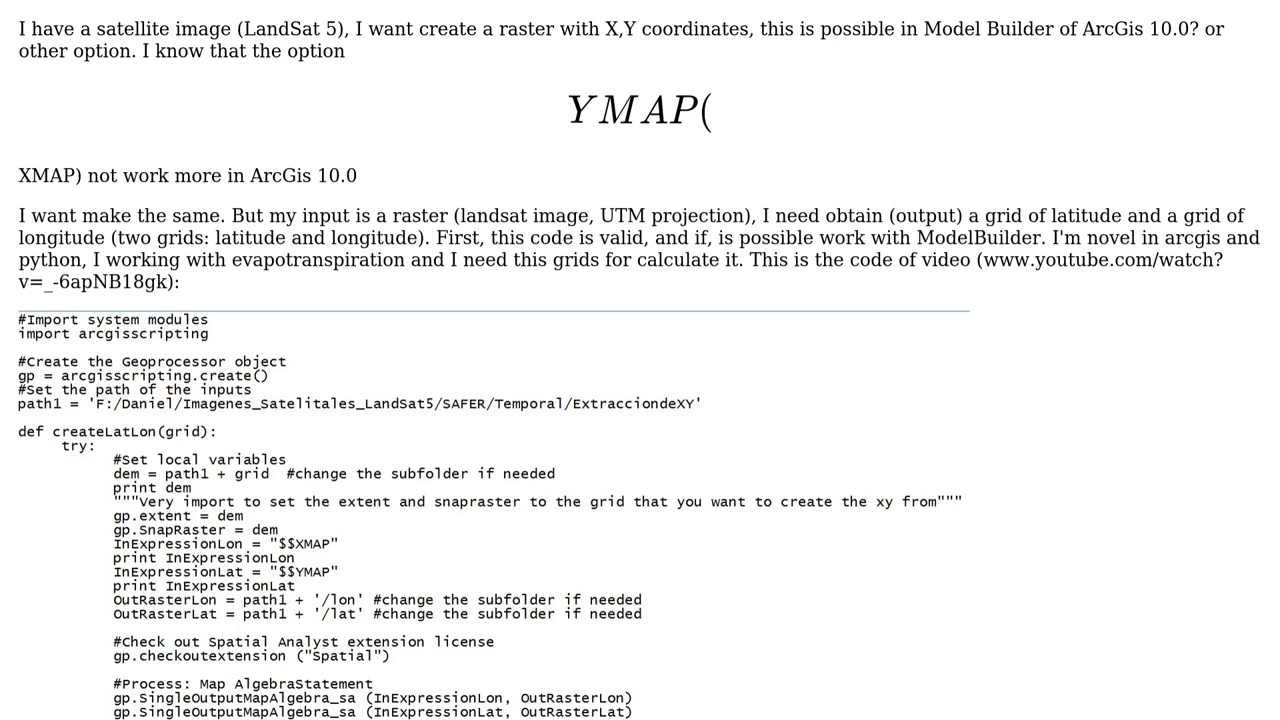 I have a satellite image (LandSat 5), I want create a raster with X,Y coordinates, this is possible in Model Builder of ArcGis 10.0? or
other option. I know that the option
YMAP(
XMAP) not work more in ArcGis 10.0
I want make the same. But my input is a raster (landsat image, UTM projection), I need obtain (output) a grid of latitude and a grid of
longitude (two grids: latitude and longitude). First, this code is valid, and if, is possible work with ModelBuilder. I'm novel in arcgis and
python, I working with evapotranspiration and I need this grids for calculate it. This is the code of video (www.youtube.com/watch?
v=_-6apNB18gk):
#Import system modules
import arcgisscripting
#Create the Geoprocessor object
gp = arcgisscripting.create()
#Set the path of the inputs
path1 = 'F:/Daniel/Imagenes_Satelitales_LandSat5/SAFER/Temporal/ExtracciondeXY'
def createLatLon(grid):
try:
#Set local variables
dem = path1 + grid  #change the subfolder if needed
print dem
"""Very import to set the extent and snapraster to the grid that you want to create the xy from"""
gp.extent = dem
gp.SnapRaster = dem
InExpressionLon = "$$XMAP"
print InExpressionLon
InExpressionLat = "$$YMAP"
print InExpressionLat
OutRasterLon = path1 + '/lon' #change the subfolder if needed
OutRasterLat = path1 + '/lat' #change the subfolder if needed
#Check out Spatial Analyst extension license
gp.checkoutextension ("Spatial")
#Process: Map AlgebraStatement
gp.SingleOutputMapAlgebra_sa (InExpressionLon, OutRasterLon)
gp.SingleOutputMapAlgebra_sa (InExpressionLat, OutRasterLat)